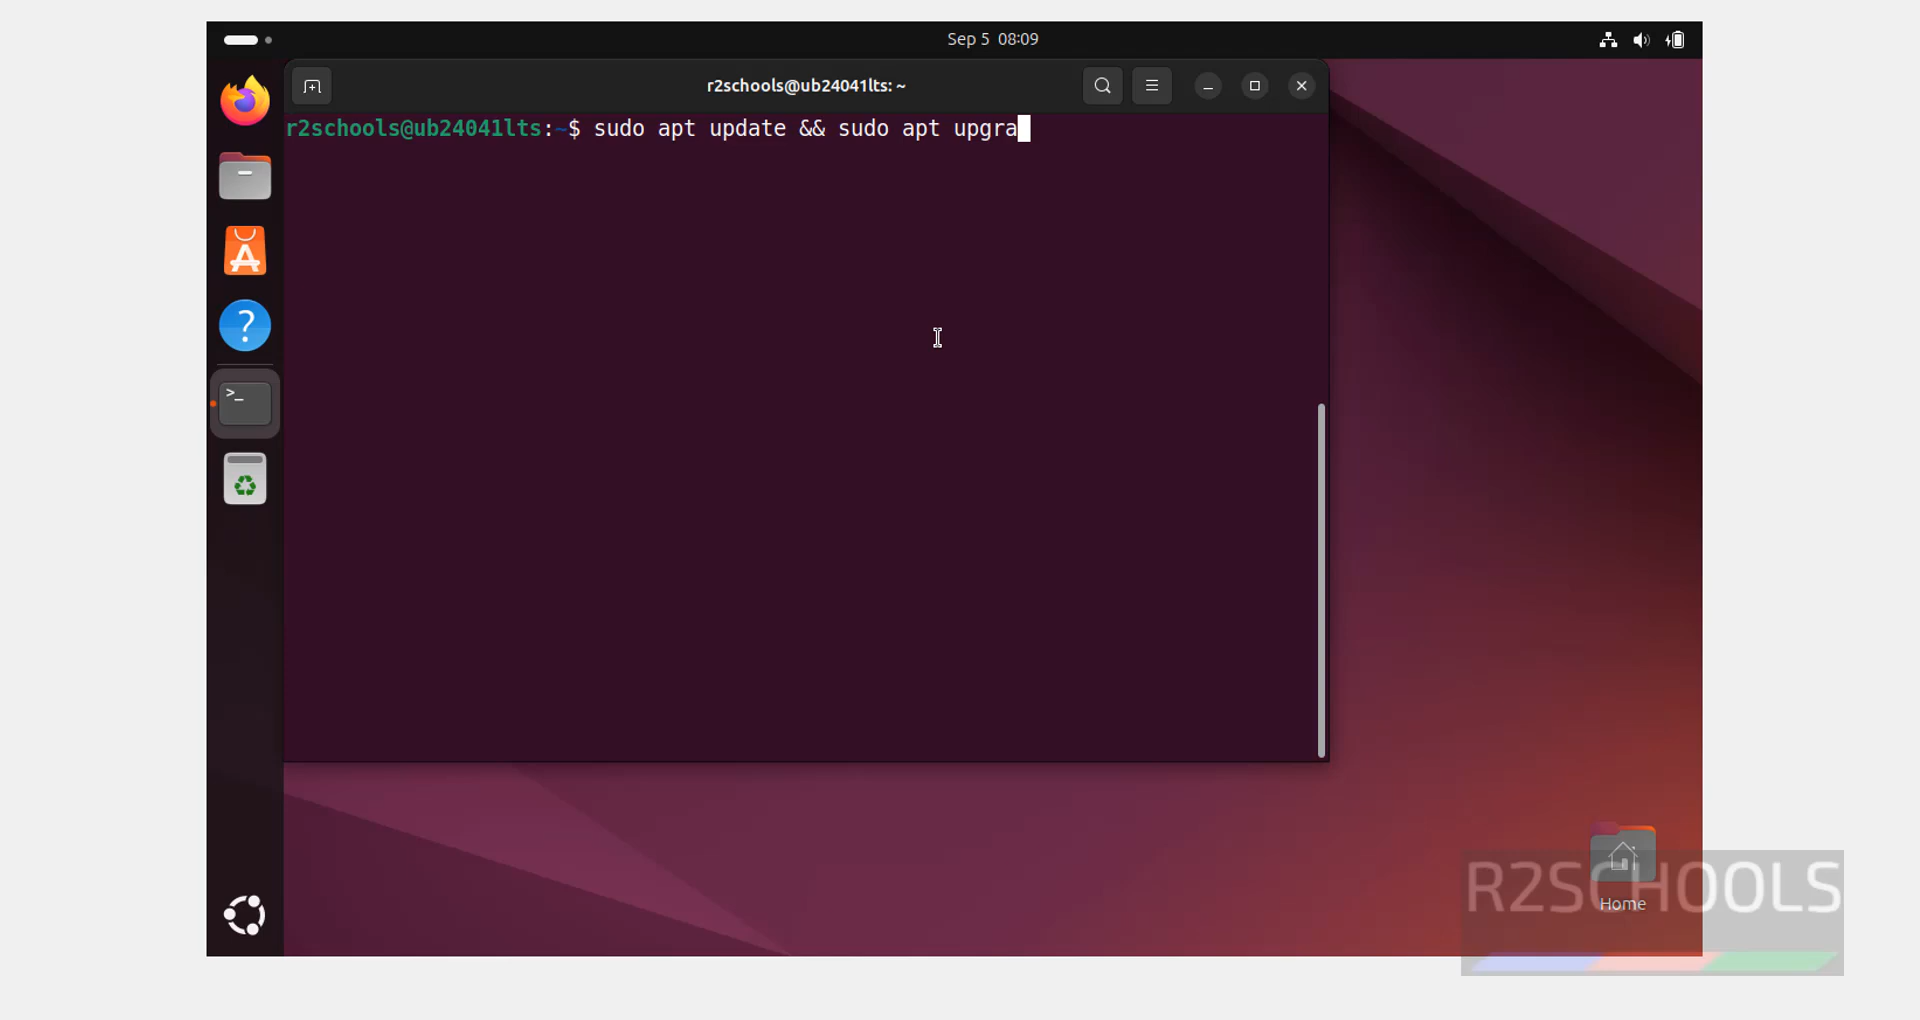 Sep 5 08:09
r2schools@ub24041lts: ~
r2schools@ub24041lts:~$ sudo apt update && sudo apt upgra
Home
R2SCHOOLS